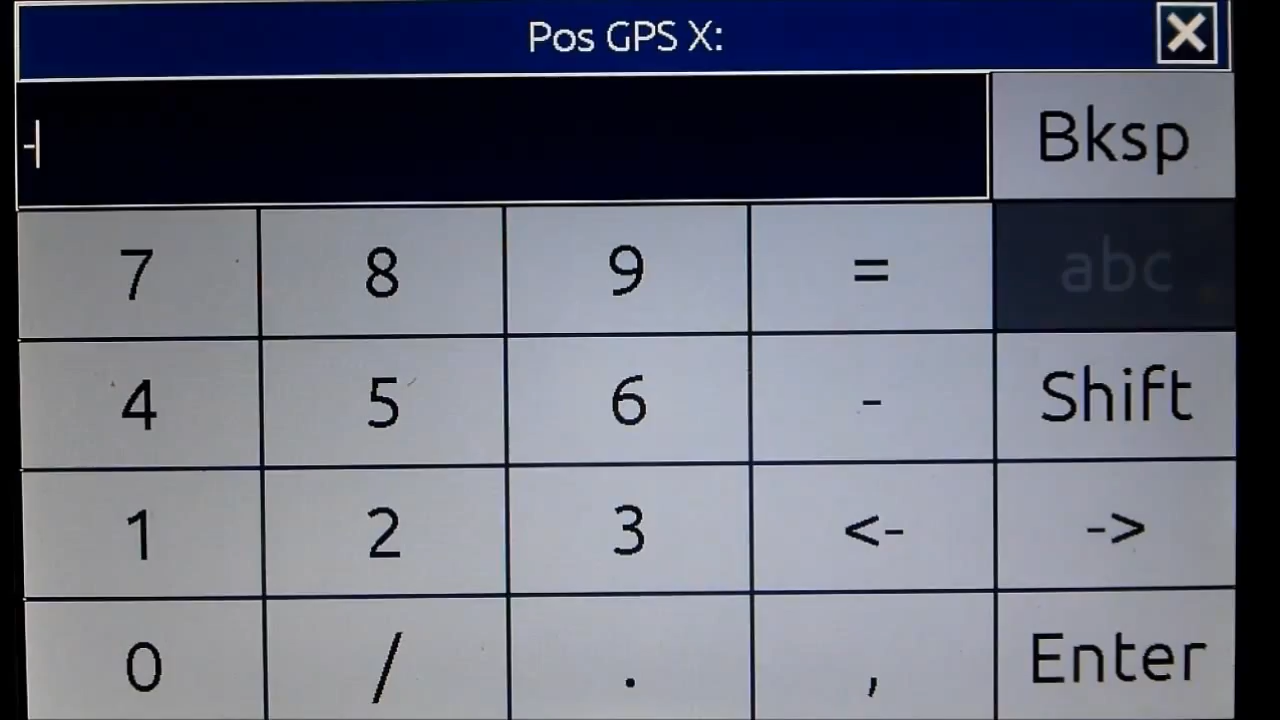 Pos GPS X:
-
Bksp
7 8 9 = abc
4 5 6 - Shift
1 2 3 <- ->
0 / . , Enter